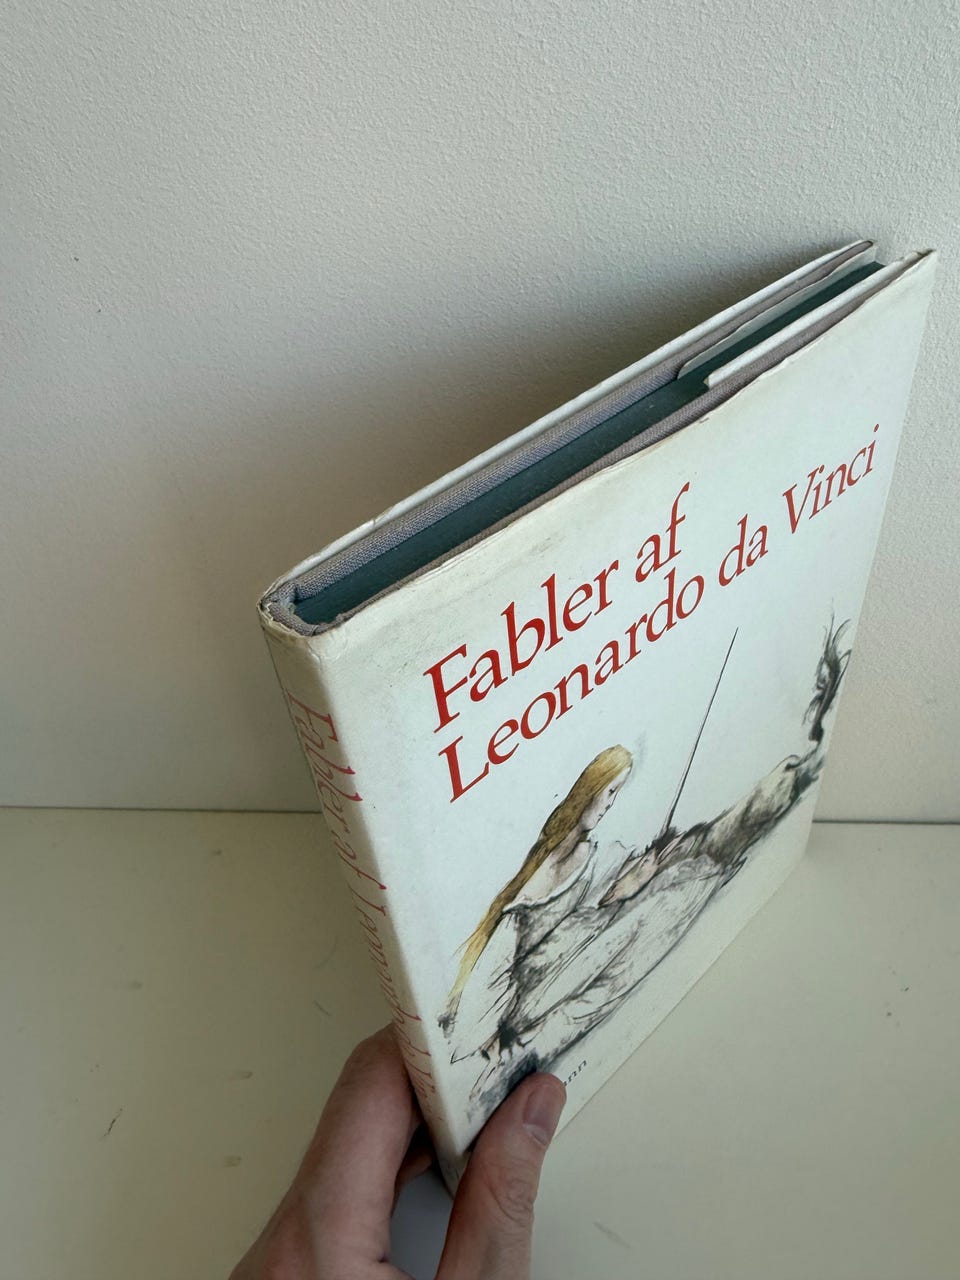 Fabler af
Leonardo da Vinci
Fabler af Leonardo da Vinci